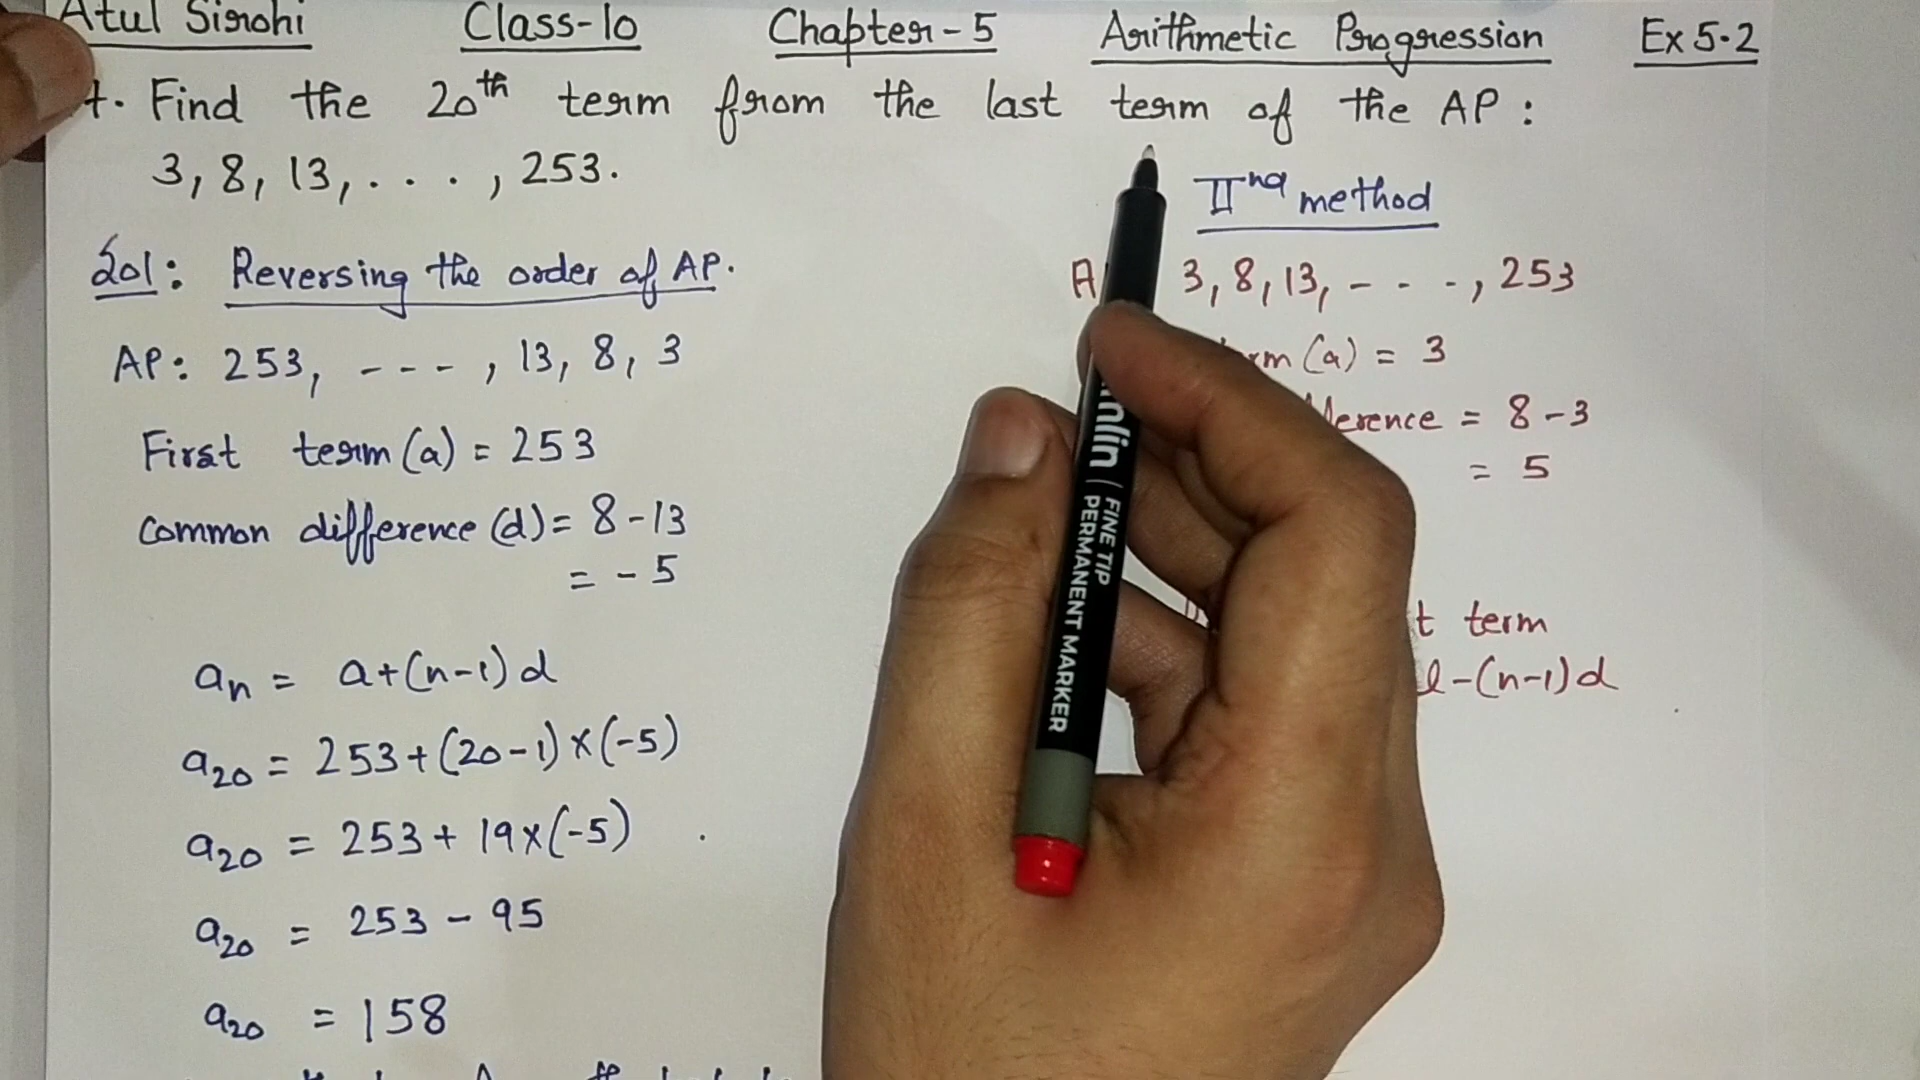 Atul Sirohi Class-10 Chapter-5 Arithmetic Progression Ex 5.2
Find the 20th term from the last term of the AP :
3, 8, 13, . . . , 253.
Sol: Reversing the order of AP.
AP: 253, ---- , 13, 8, 3
First term (a) = 253
Common difference (d) = 8 - 13
= - 5
an = a + (n-1) d
a20 = 253 + (20-1) × (-5)
a20 = 253 + 19 × (-5)
a20 = 253 - 95
a20 = 158
IInd method
3, 8, 13, - - - , 253
(a) = 3
= 8 - 3
= 5
term
l - (n-1) d
nlin
FINE TIP
PERMANENT MARKER